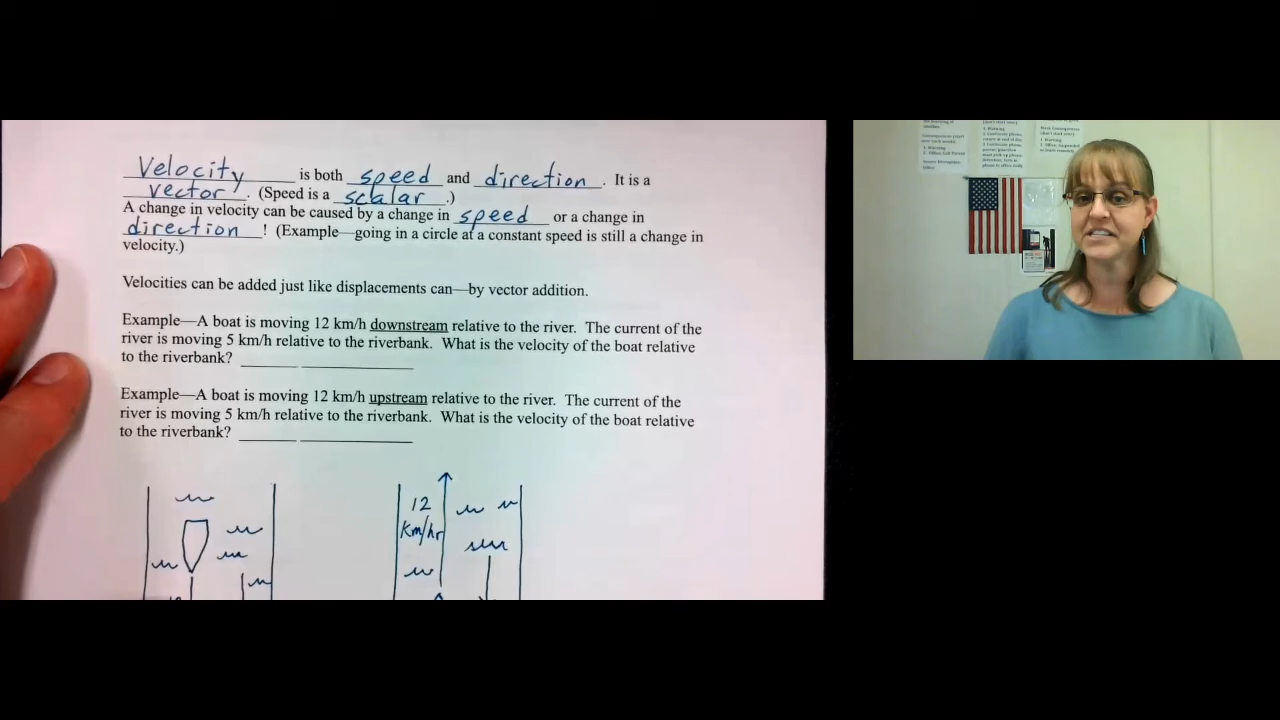 Velocity is both speed and direction. It is a
vector. (Speed is a scalar.)
A change in velocity can be caused by a change in speed or a change in
direction! (Example—going in a circle at a constant speed is still a change in
velocity.)
Velocities can be added just like displacements can—by vector addition.
Example—A boat is moving 12 km/h downstream relative to the river. The current of the
river is moving 5 km/h relative to the riverbank. What is the velocity of the boat relative
to the riverbank?
Example—A boat is moving 12 km/h upstream relative to the river. The current of the
river is moving 5 km/h relative to the riverbank. What is the velocity of the boat relative
to the riverbank?
12
km/hr